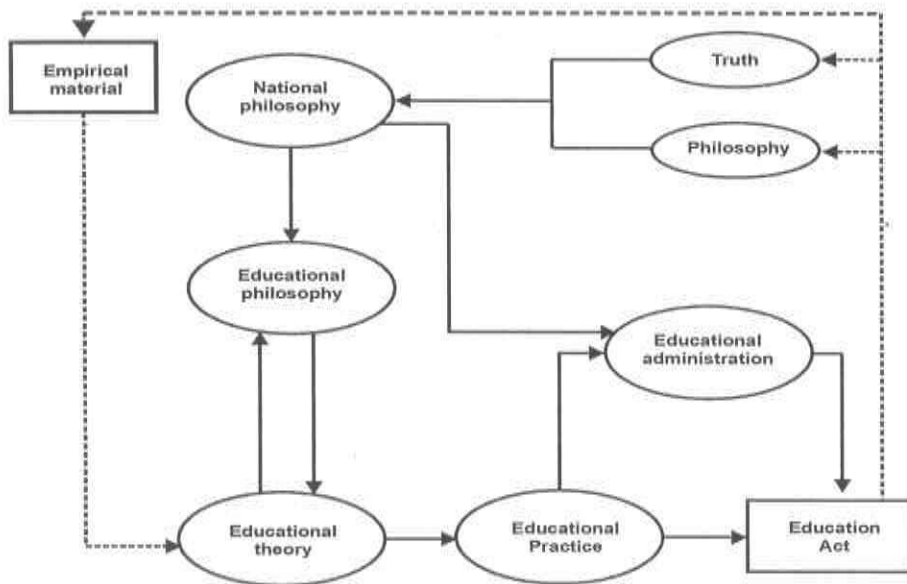 Empirical
material
National
philosophy
Truth
Philosophy
Educational
philosophy
Educational
administration
Educational
theory
Educational
Practice
Education
Act